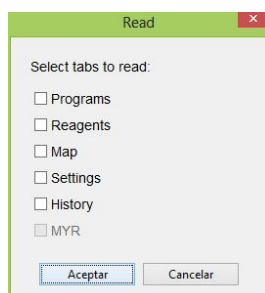 Read
Select tabs to read:
Programs
Reagents
Map
Settings
History
MYR
Aceptar Cancelar